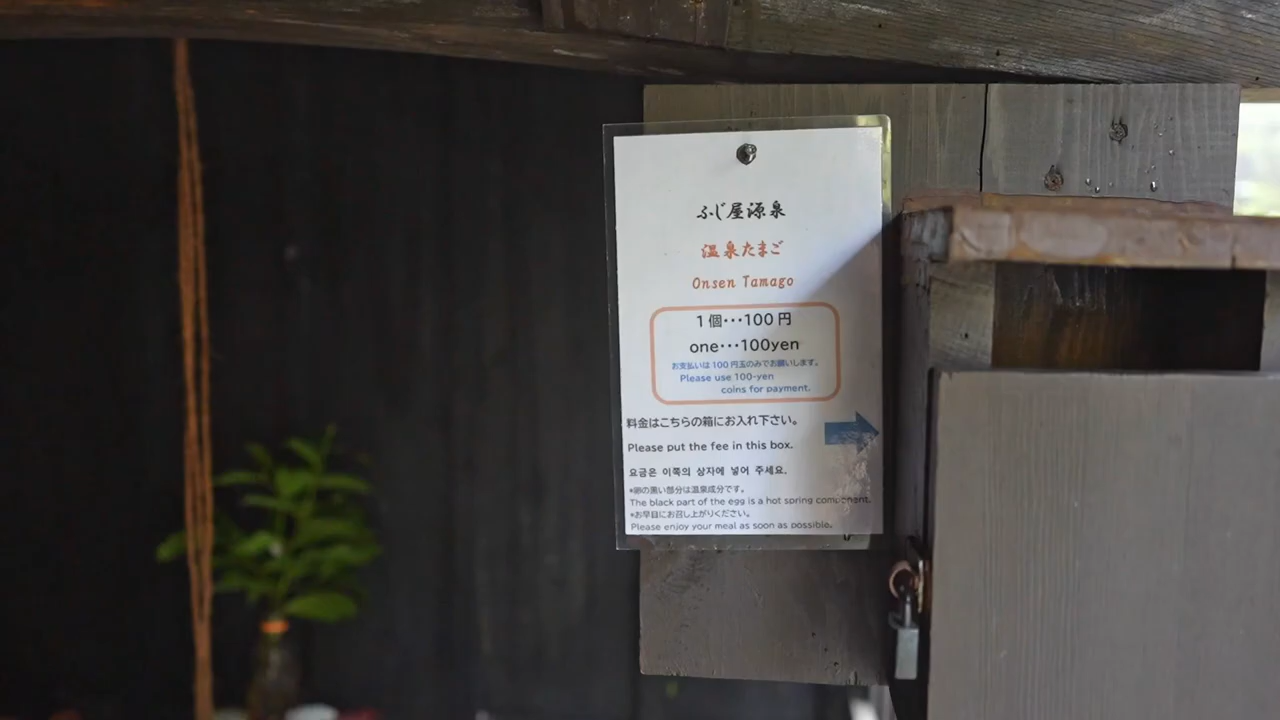 ふじ屋源泉
温泉たまご
Onsen Tamago
1個･･･100円
one･･･100yen
お支払いは100円玉のみでお願いします。
Please use 100-yen
coins for payment.
料金はこちらの箱にお入れ下さい。
Please put the fee in this box.
요금은 이쪽의 상자에 넣어 주세요.
*卵の黒い部分は温泉成分です。
The black part of the egg is a hot spring component.
*お早目にお召し上がりください。
Please enjoy your meal as soon as possible.